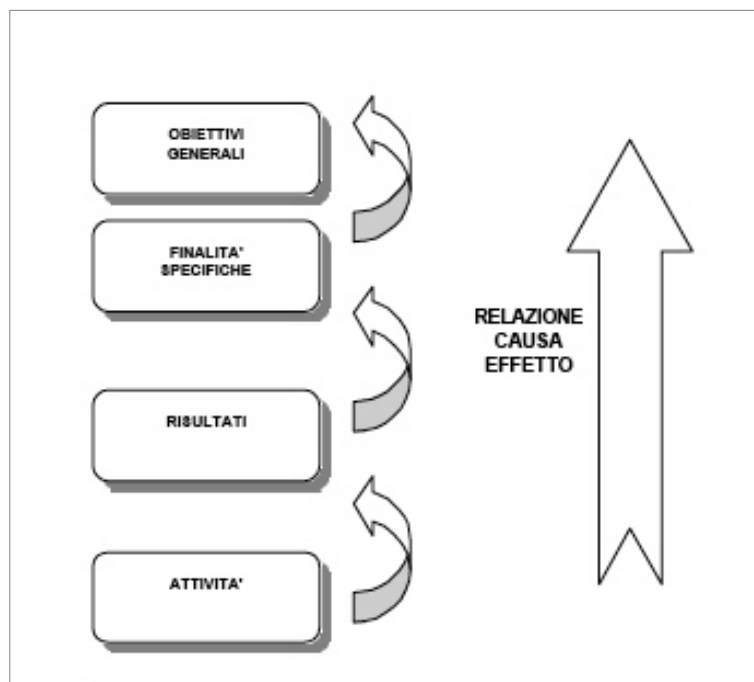 OBIETTIVI
GENERALI
FINALITA'
SPECIFICHE
RELAZIONE
CAUSA
EFFETTO
RISULTATI
ATTIVITA'